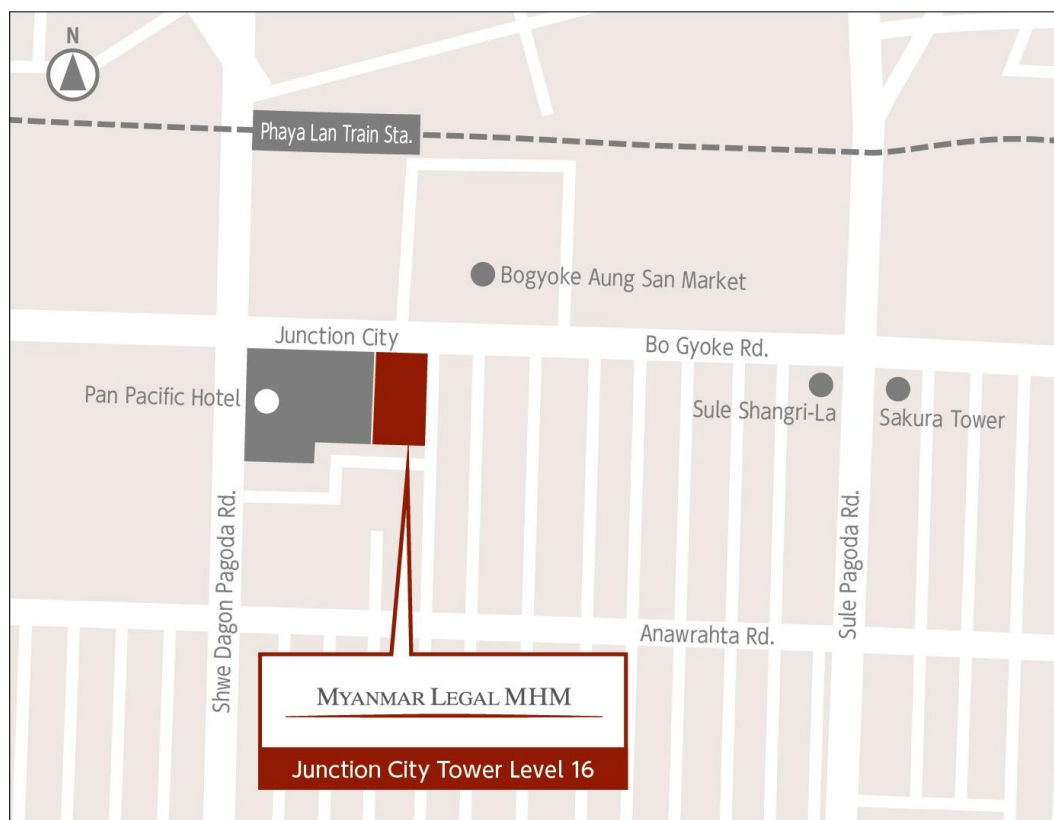 N
Phaya Lan Train Sta.
Bogyoke Aung San Market
Junction City
Bo Gyoke Rd.
Pan Pacific Hotel
Sule Shangri-La
Sakura Tower
Shwe Dagon Pagoda Rd.
Sule Pagoda Rd.
Anawrahta Rd.
MYANMAR LEGAL MHM
Junction City Tower Level 16